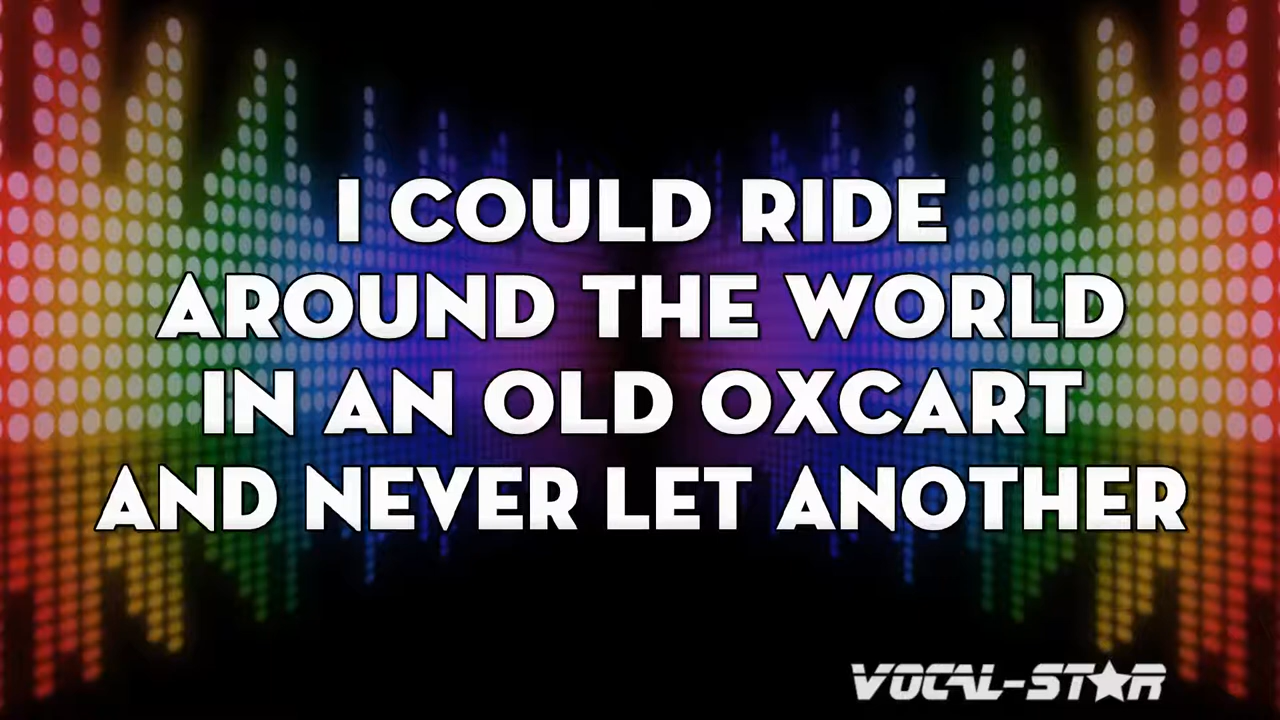 I COULD RIDE
AROUND THE WORLD
IN AN OLD OXCART
AND NEVER LET ANOTHER
VOCAL-STAR